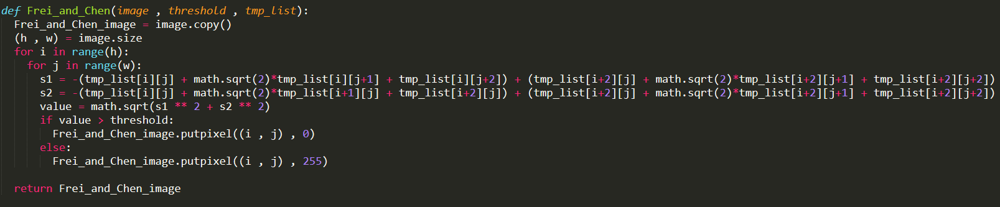 def Frei_and_Chen(image , threshold , tmp_list):
  Frei_and_Chen_image = image.copy()
  (h , w) = image.size
  for i in range(h):
    for j in range(w):
      s1 = -(tmp_list[i][j] + math.sqrt(2)*tmp_list[i][j+1] + tmp_list[i][j+2]) + (tmp_list[i+2][j] + math.sqrt(2)*tmp_list[i+2][j+1] + tmp_list[i+2][j+2])
      s2 = -(tmp_list[i][j] + math.sqrt(2)*tmp_list[i+1][j] + tmp_list[i+2][j]) + (tmp_list[i+2][j] + math.sqrt(2)*tmp_list[i+2][j+1] + tmp_list[i+2][j+2])
      value = math.sqrt(s1 ** 2 + s2 ** 2)
      if value > threshold:
        Frei_and_Chen_image.putpixel((i , j) , 0)
      else:
        Frei_and_Chen_image.putpixel((i , j) , 255)
  return Frei_and_Chen_image